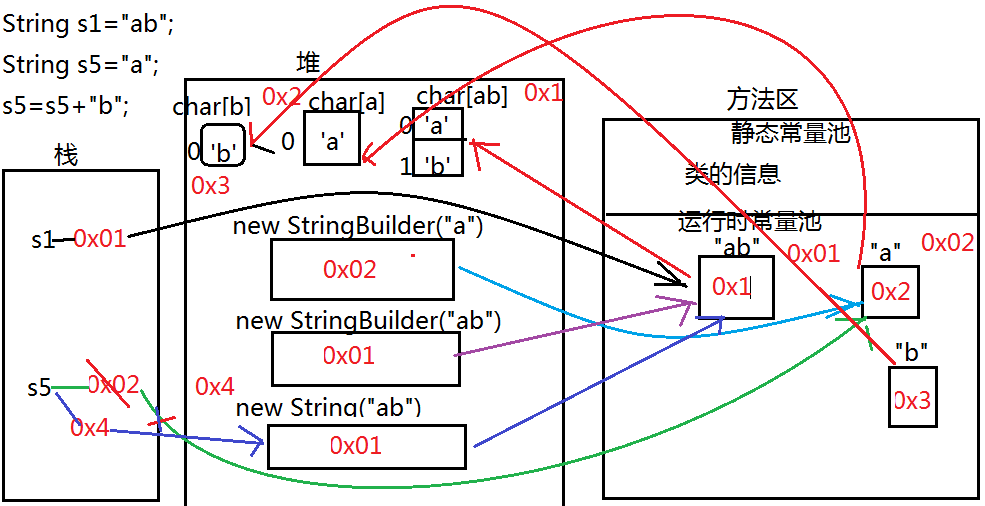 String s1="ab";
String s5="a";
s5=s5+"b";
栈
s1
0x01
s5
0x02
0x4
堆
char[b]
0x2
char[a]
char[ab]
0x1
0
'b'
0
'a'
0
'a'
1
'b'
0x3
new StringBuilder("a")
0x02
new StringBuilder("ab")
0x01
0x4
new String("ab")
0x01
方法区
静态常量池
类的信息
运行时常量池
"ab"
0x01
"a"
0x02
0x1
0x2
"b"
0x3